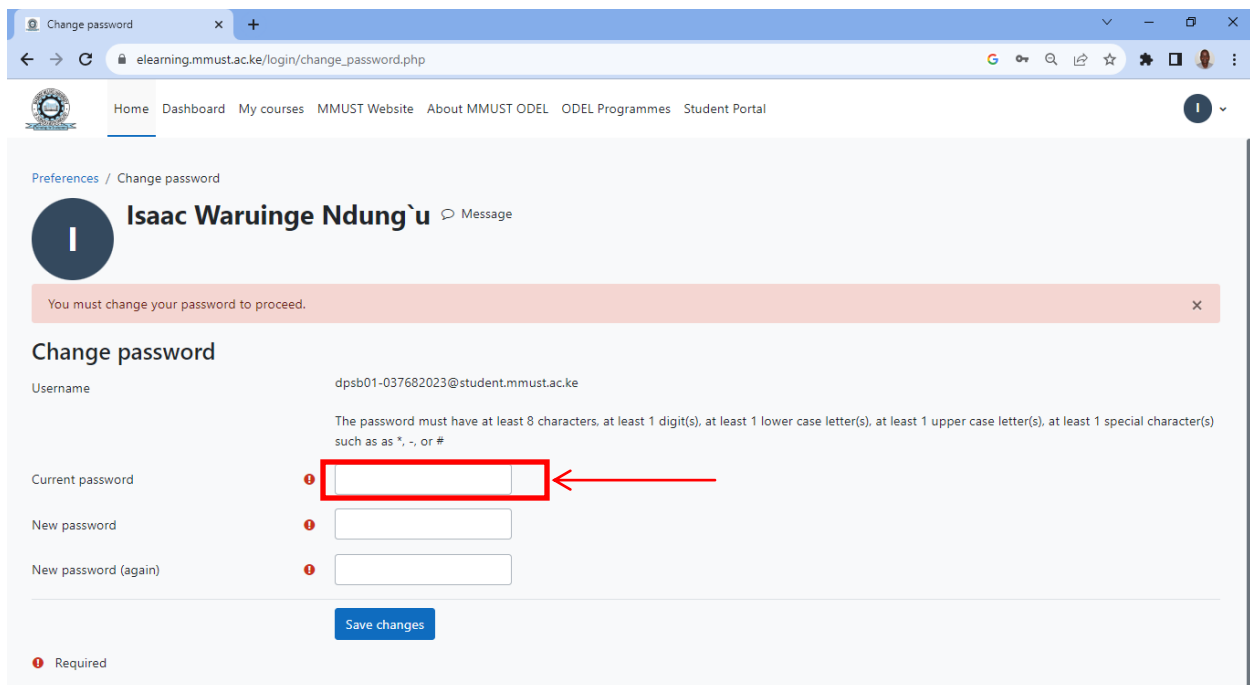 Change password
elearning.mmust.ac.ke/login/change_password.php
Home Dashboard My courses MMUST Website About MMUST ODEL ODEL Programmes Student Portal
I
Preferences / Change password
I
Isaac Waruinge Ndung`u Message
You must change your password to proceed.
Change password
Username dpsb01-037682023@student.mmust.ac.ke
The password must have at least 8 characters, at least 1 digit(s), at least 1 lower case letter(s), at least 1 upper case letter(s), at least 1 special character(s)
such as as *, -, or #
Current password
New password
New password (again)
Save changes
Required